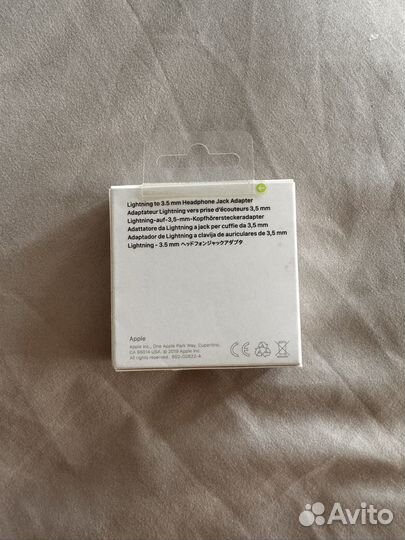 Lightning to 3.5 mm Headphone Jack Adapter
Adaptateur Lightning vers prise d'écouteurs 3,5 mm
Lightning-auf-3,5-mm-Kopfhörersteckeradapter
Adattatore da Lightning a jack per cuffie da 3,5 mm
Adaptador de Lightning a clavija de auriculares de 3,5 mm
Lightning - 3.5 mm ヘッドフォンジャックアダプタ
Apple
Apple Inc., One Apple Park Way, Cupertino,
CA 95014 USA. © 2019 Apple Inc.
Avito